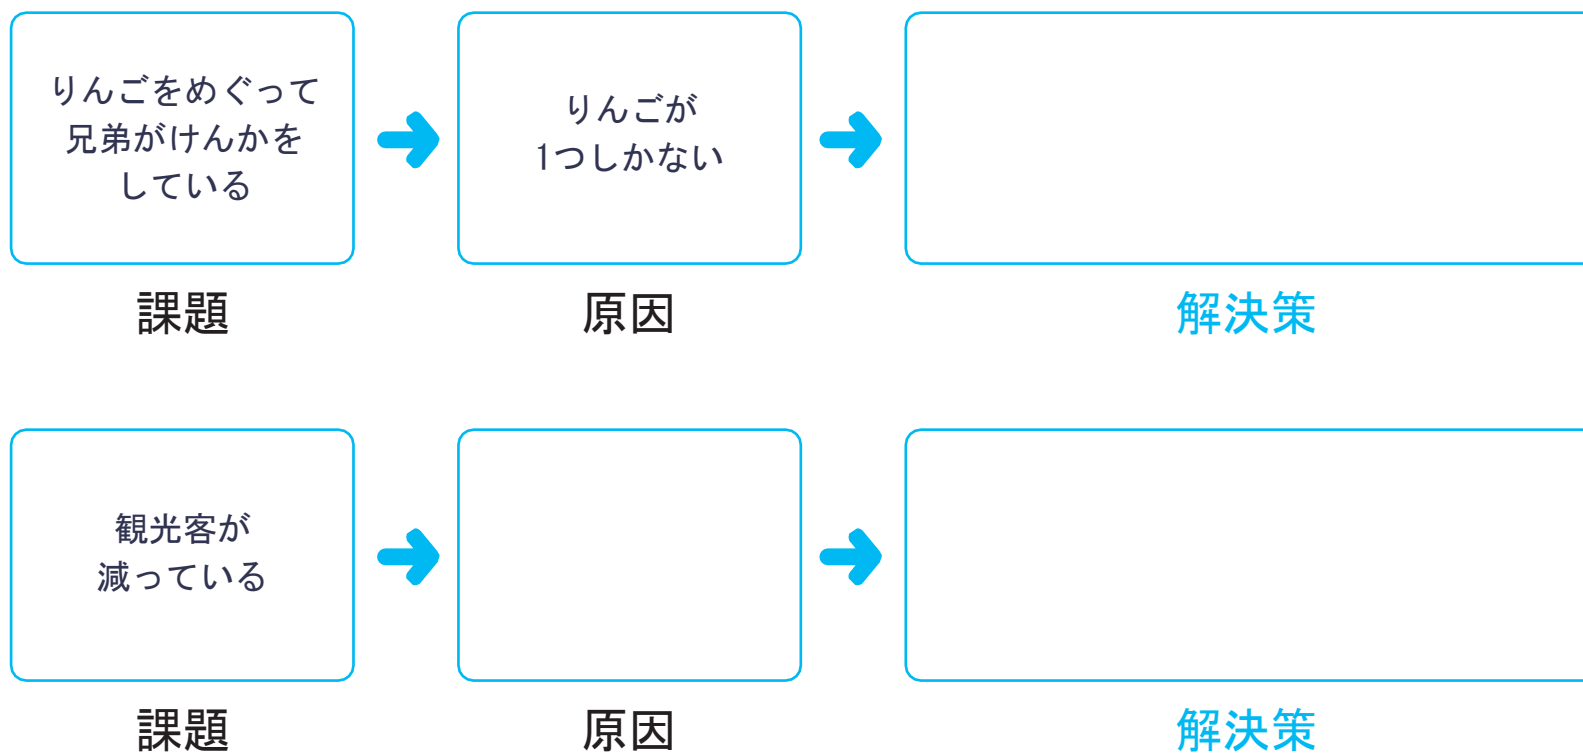 りんごをめぐって
兄弟がけんかを
している
りんごが
1つしかない
課題
原因
解決策
観光客が
減っている
課題
原因
解決策